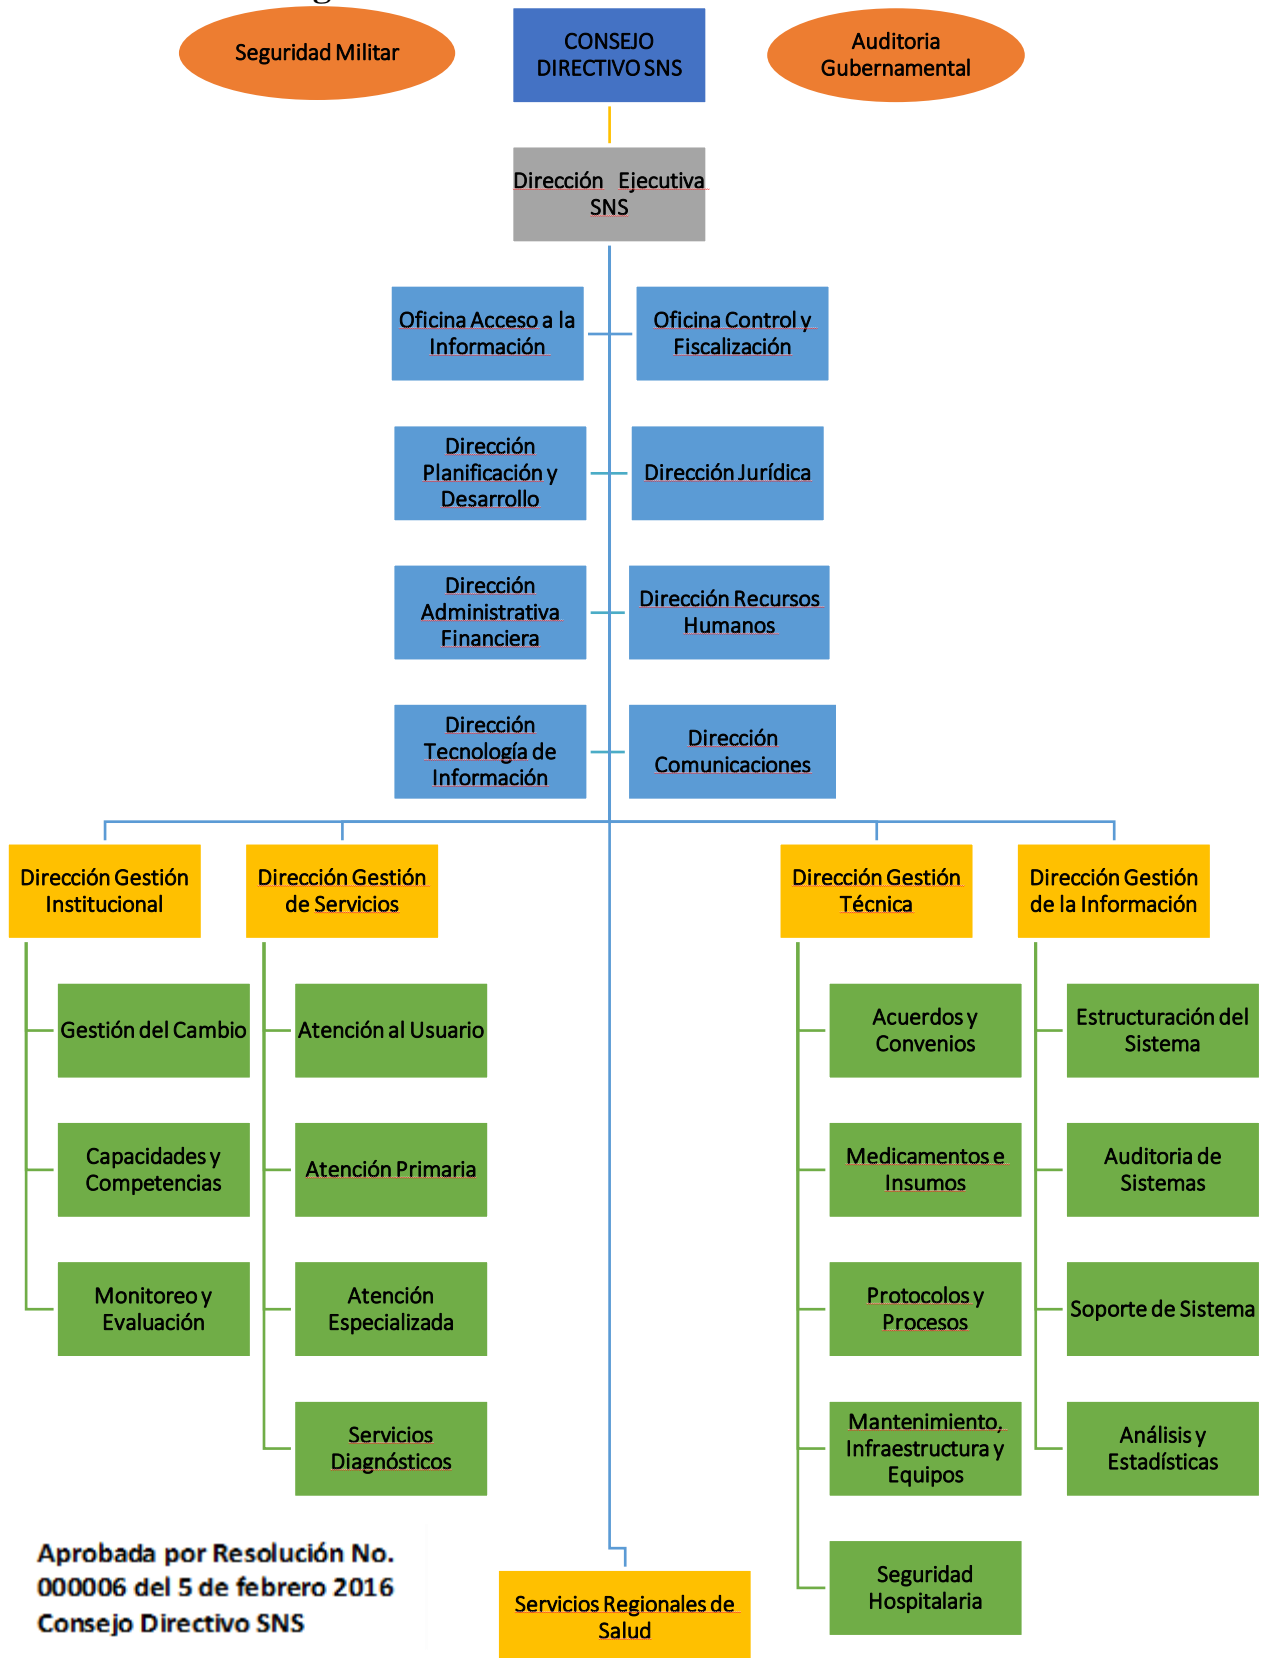 Seguridad Militar
CONSEJO
DIRECTIVO SNS
Auditoria
Gubernamental
Dirección Ejecutiva
SNS
Oficina Acceso a la
Información
Oficina Control y
Fiscalización
Dirección
Planificación y
Desarrollo
Dirección Jurídica
Dirección
Administrativa
Financiera
Dirección Recursos
Humanos
Dirección
Tecnología de
Información
Dirección
Comunicaciones
Dirección Gestión
Institucional
Dirección Gestión
de Servicios
Dirección Gestión
Técnica
Dirección Gestión
de la Información
Gestión del Cambio
Atención al Usuario
Acuerdos y
Convenios
Estructuración del
Sistema
Capacidades y
Competencias
Atención Primaria
Medicamentos e
Insumos
Auditoria de
Sistemas
Monitoreo y
Evaluación
Atención
Especializada
Protocolos y
Procesos
Soporte de Sistema
Servicios
Diagnósticos
Mantenimiento,
Infraestructura y
Equipos
Análisis y
Estadísticas
Seguridad
Hospitalaria
Aprobada por Resolución No.
000006 del 5 de febrero 2016
Consejo Directivo SNS
Servicios Regionales de
Salud